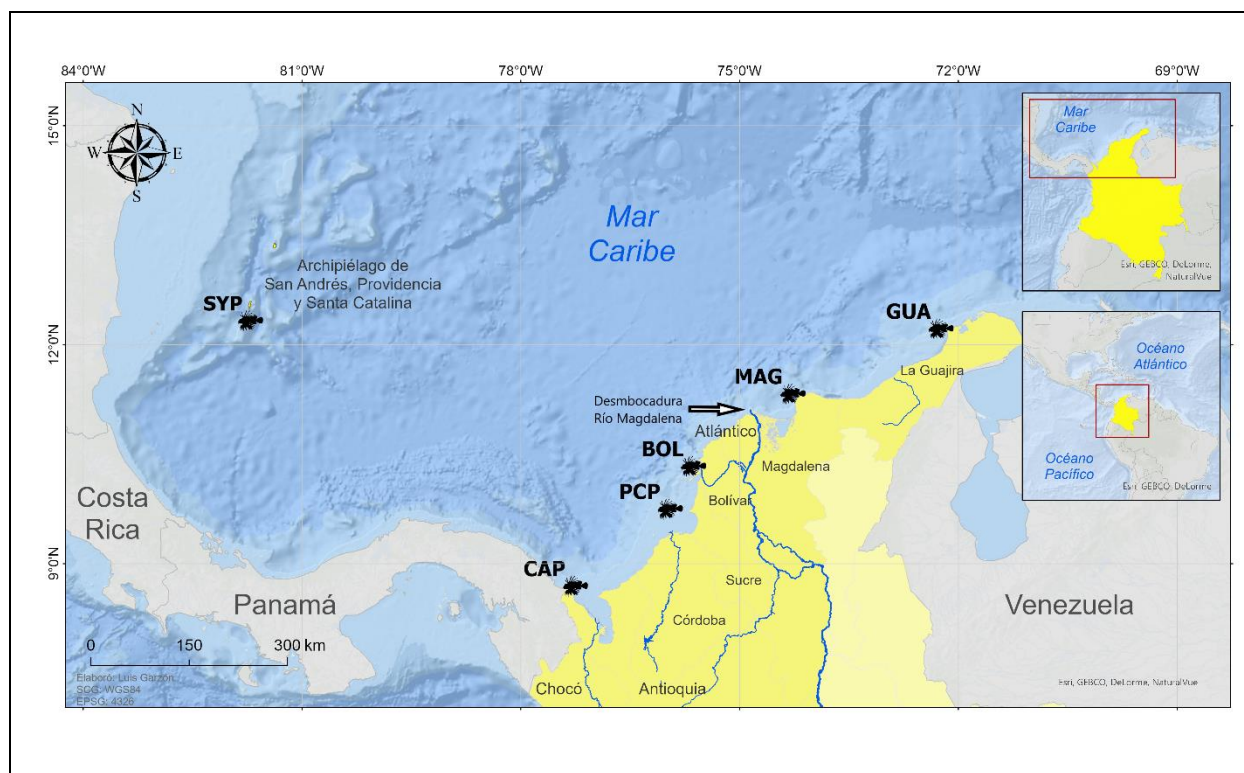 84°0'W 81°0'W 78°0'W 75°0'W 72°0'W 69°0'W
15°N
12°0'N
9°0'N
N
W E
S
Mar
Caribe
Archipiélago de
San Andrés, Providencia
y Santa Catalina
SYP
GUA
MAG
La Guajira
Desmbocadura
Río Magdalena
Atlántico
BOL
Magdalena
PCP
Bolívar
CAP
Sucre
Córdoba
Chocó
Antioquia
Costa
Rica
Panamá
Venezuela
0 150 300 km
Elaboró: Luis Garzón.
SCG: WGS84
EPSG: 4326
Esri, GEBCO, DeLorme, NaturalVue
Mar
Caribe
Esri, GEBCO, DeLorme,
NaturalVue
Océano
Atlántico
Océano
Pacífico
Esri, GEBCO, DeLorme